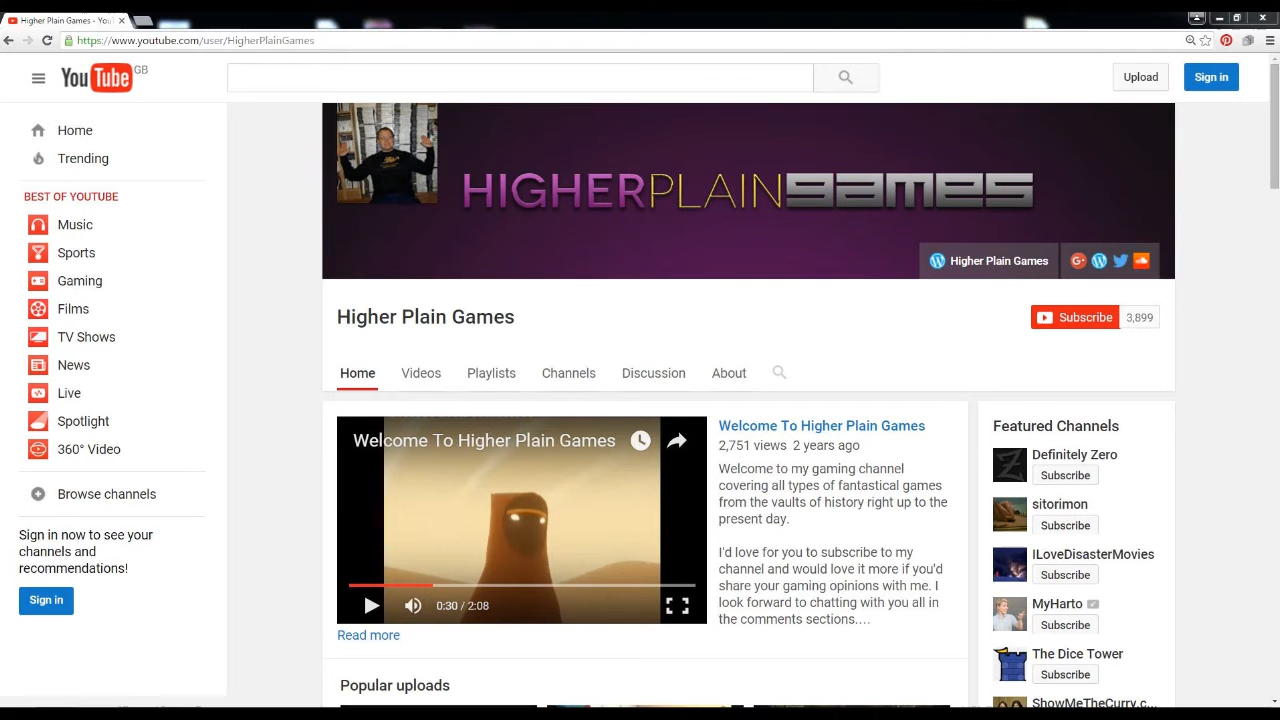 Higher Plain Games - You
https://www.youtube.com/user/HigherPlainGames
YouTube GB
Upload
Sign in
Home
Trending
BEST OF YOUTUBE
Music
Sports
Gaming
Films
TV Shows
News
Live
Spotlight
360° Video
Browse channels
Sign in now to see your
channels and
recommendations!
Sign in
HIGHERPLAINGAMES
Higher Plain Games
Higher Plain Games
Subscribe 3,899
Home Videos Playlists Channels Discussion About
Welcome To Higher Plain Games
0:30 / 2:08
Welcome To Higher Plain Games
2,751 views 2 years ago
Welcome to my gaming channel
covering all types of fantastical games
from the vaults of history right up to the
present day.
I'd love for you to subscribe to my
channel and would love it more if you'd
share your gaming opinions with me. I
look forward to chatting with you all in
the comments sections....
Read more
Popular uploads
Featured Channels
Definitely Zero
Subscribe
sitorimon
Subscribe
ILoveDisasterMovies
Subscribe
MyHarto
Subscribe
The Dice Tower
Subscribe
ShowMeTheCurry.c...